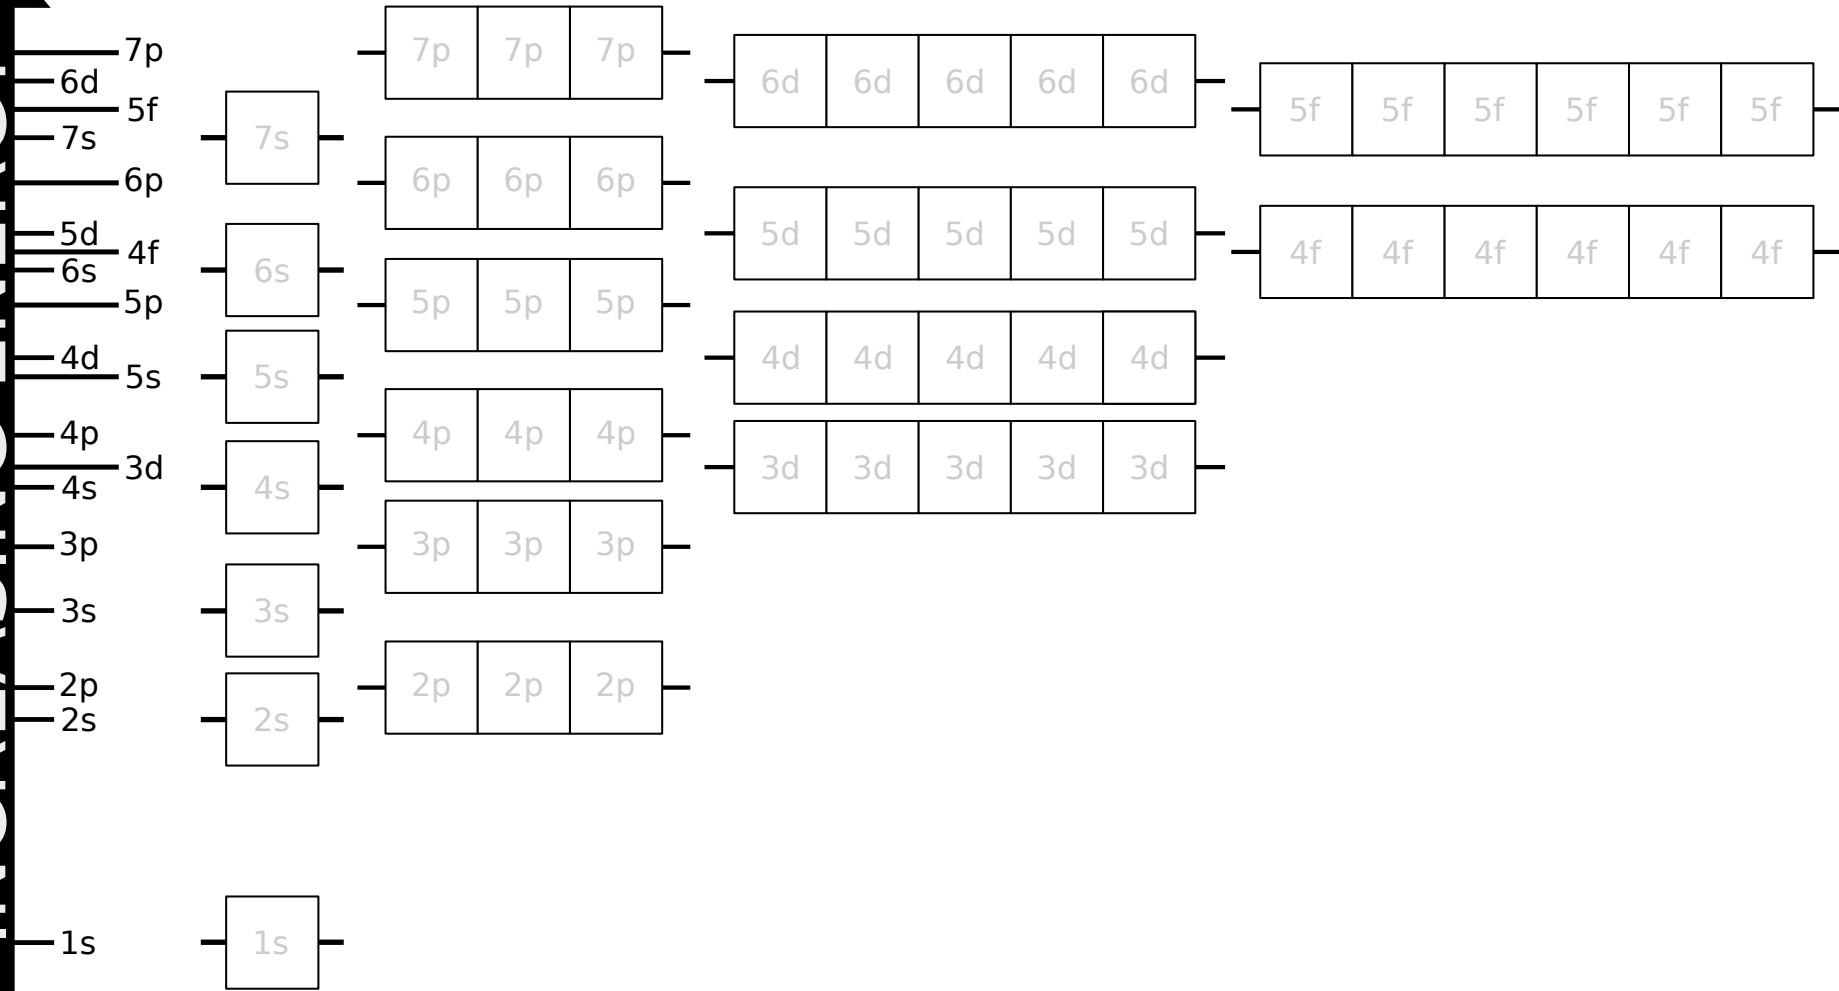 7p 7p 7p 7p
6d 6d 6d 6d 6d 6d
5f 5f 5f 5f 5f 5f 5f
7s 7s
6p 6p 6p 6p
5d 5d 5d 5d 5d 5d
4f 4f 4f 4f 4f 4f 4f
6s 6s
5p 5p 5p 5p
4d 4d 4d 4d 4d 4d
5s 5s
4p 4p 4p 4p
3d 3d 3d 3d 3d 3d
4s 4s
3p 3p 3p 3p
3s 3s
2p 2p 2p 2p
2s 2s
1s 1s